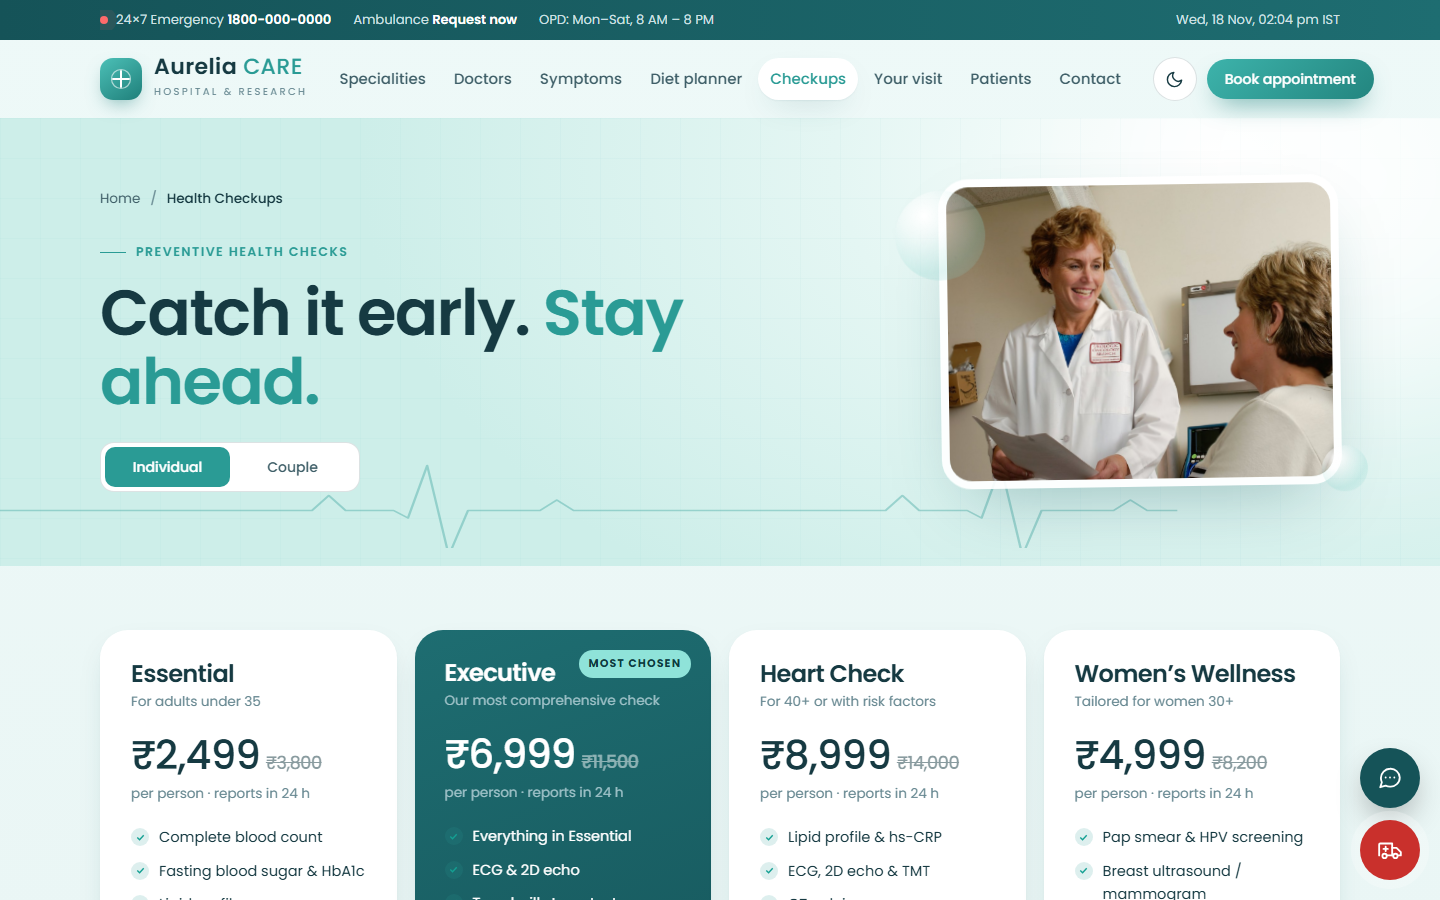 24×7 Emergency 1800-000-0000
Ambulance Request now
OPD: Mon–Sat, 8 AM – 8 PM
Wed, 18 Nov, 02:04 pm IST
Aurelia CARE
HOSPITAL & RESEARCH
Specialities
Doctors
Symptoms
Diet planner
Checkups
Your visit
Patients
Contact
Book appointment
Home / Health Checkups
PREVENTIVE HEALTH CHECKS
Catch it early. Stay
ahead.
Individual
Couple
Essential
For adults under 35
₹2,499 ₹3,800
per person · reports in 24 h
Complete blood count
Fasting blood sugar & HbA1c
Executive
MOST CHOSEN
Our most comprehensive check
₹6,999 ₹11,500
per person · reports in 24 h
Everything in Essential
ECG & 2D echo
Heart Check
For 40+ or with risk factors
₹8,999 ₹14,000
per person · reports in 24 h
Lipid profile & hs-CRP
ECG, 2D echo & TMT
Women’s Wellness
Tailored for women 30+
₹4,999 ₹8,200
per person · reports in 24 h
Pap smear & HPV screening
Breast ultrasound /
mammogram